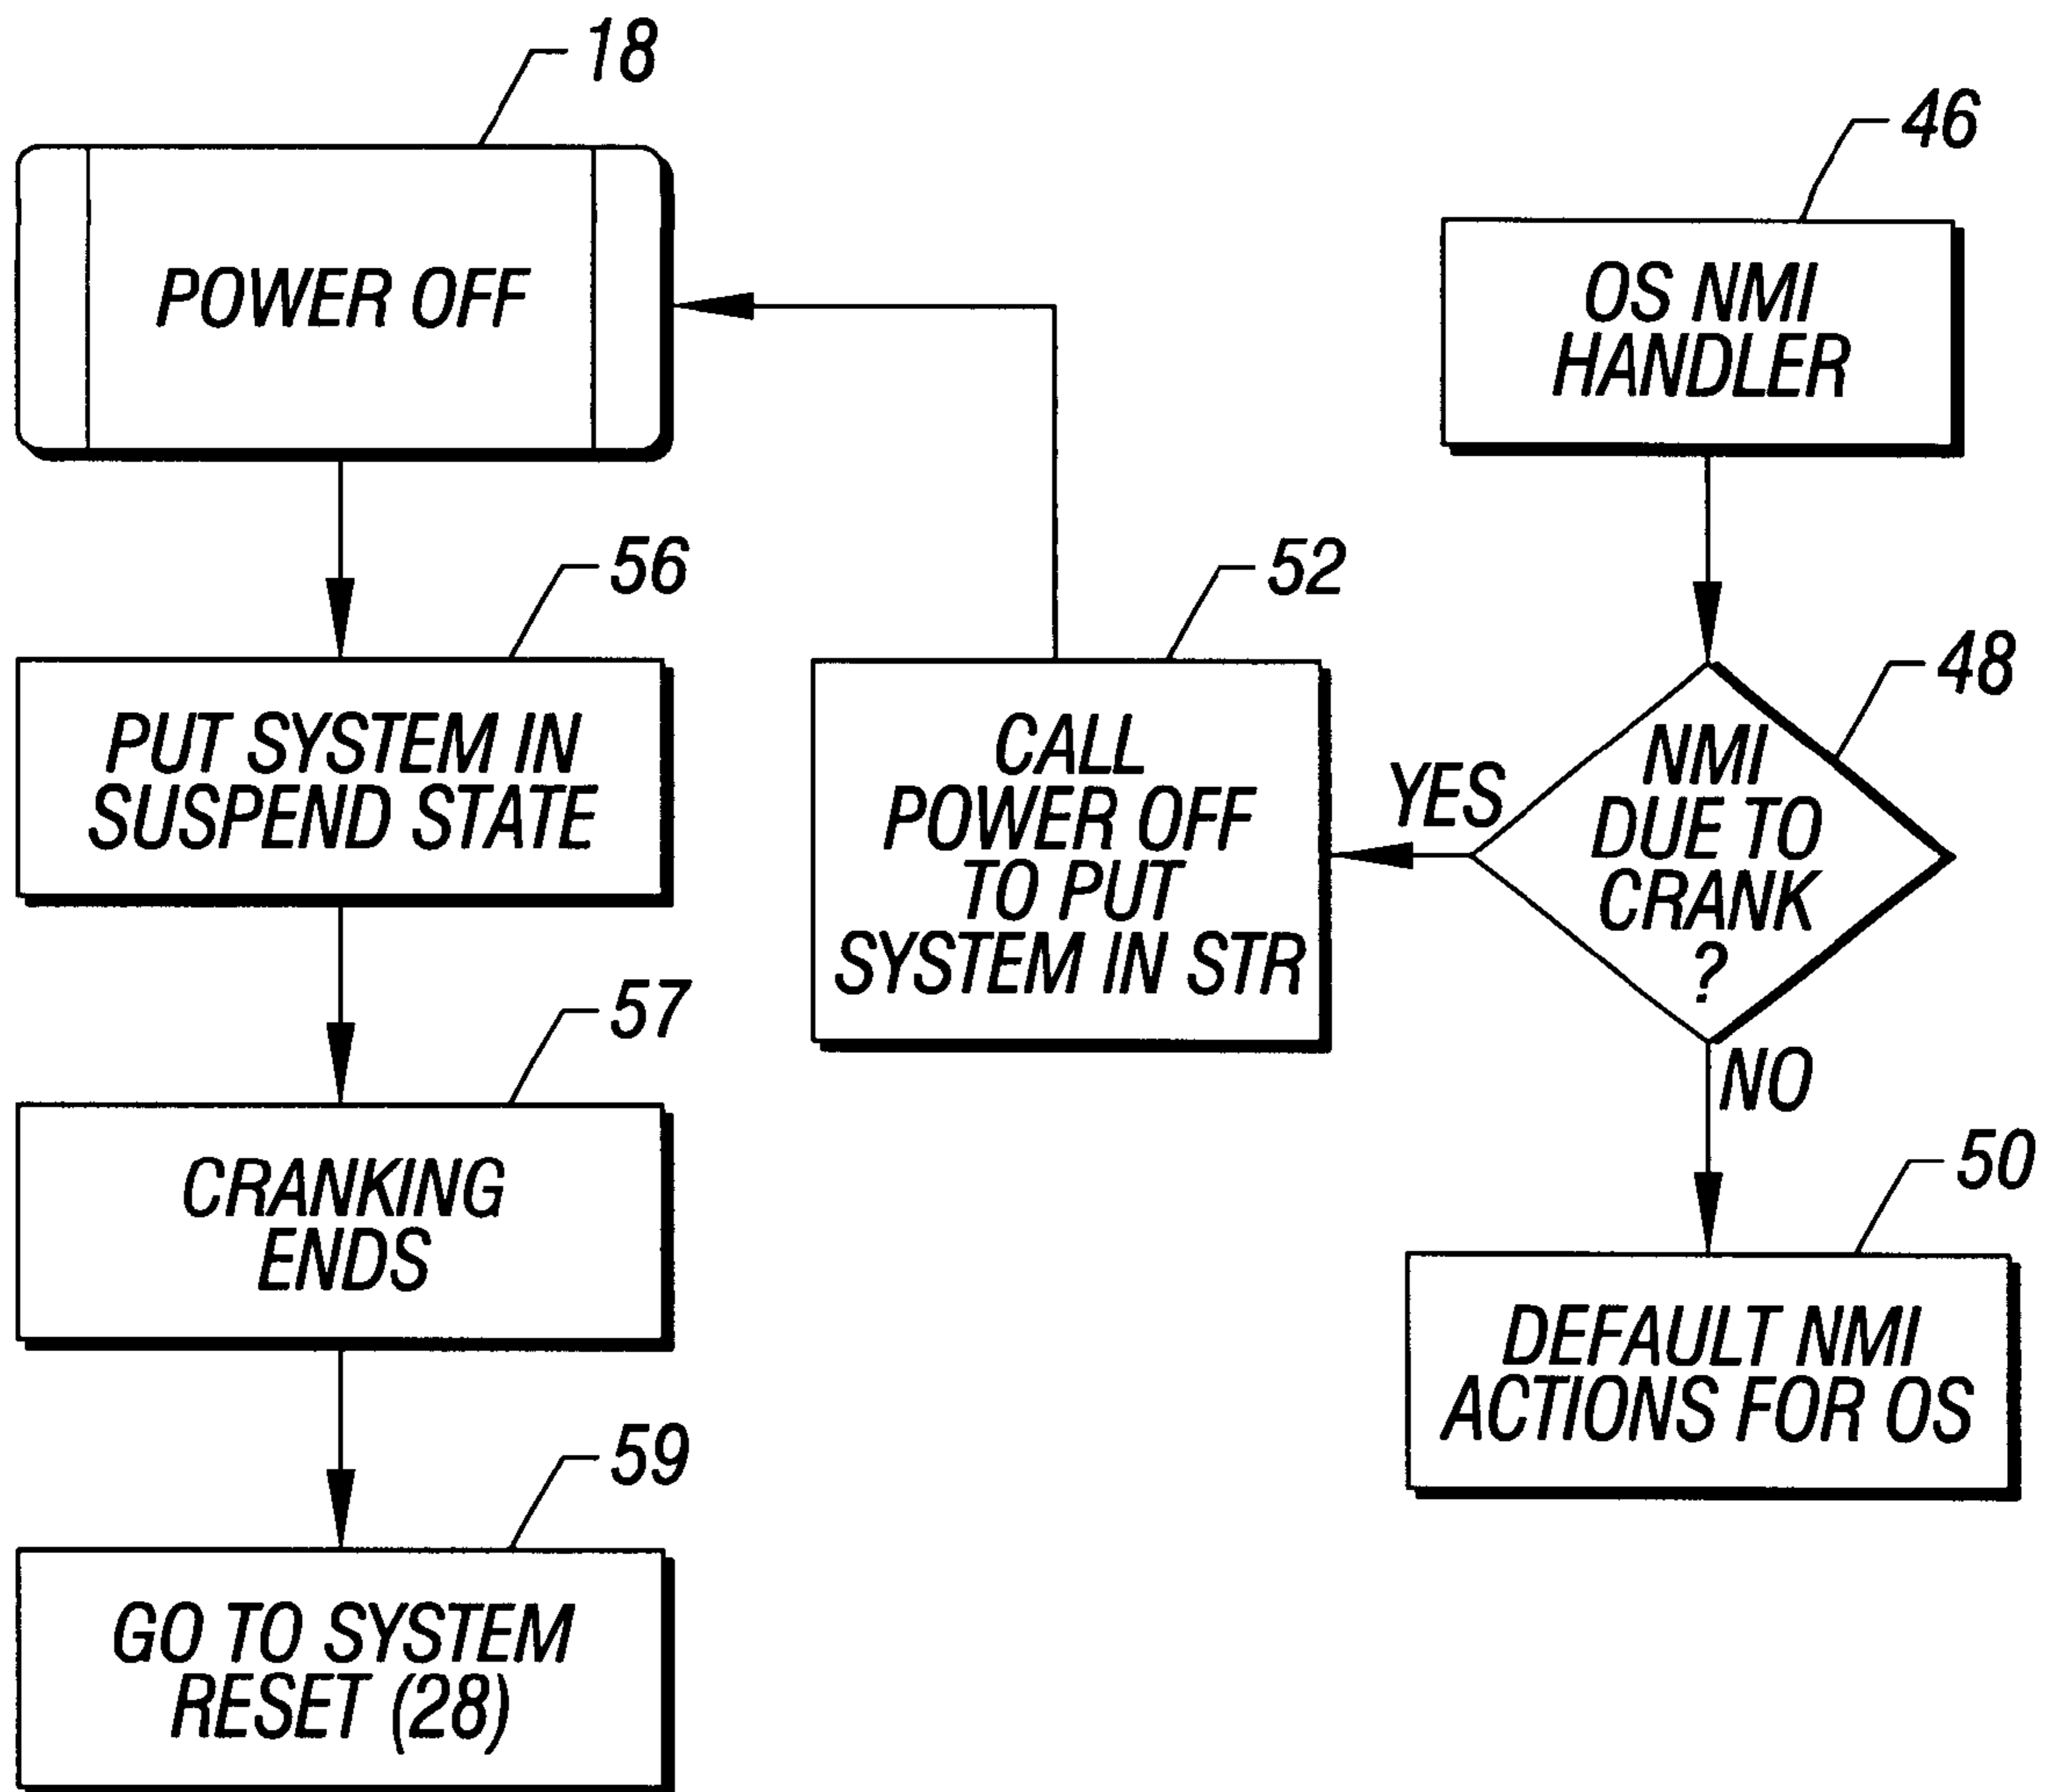 18
POWER OFF
56
PUT SYSTEM IN
SUSPEND STATE
57
CRANKING
ENDS
59
GO TO SYSTEM
RESET (28)
52
CALL
POWER OFF
TO PUT
SYSTEM IN STR
46
OS NMI
HANDLER
48
NMI
DUE TO
CRANK
?
YES
NO
50
DEFAULT NMI
ACTIONS FOR OS